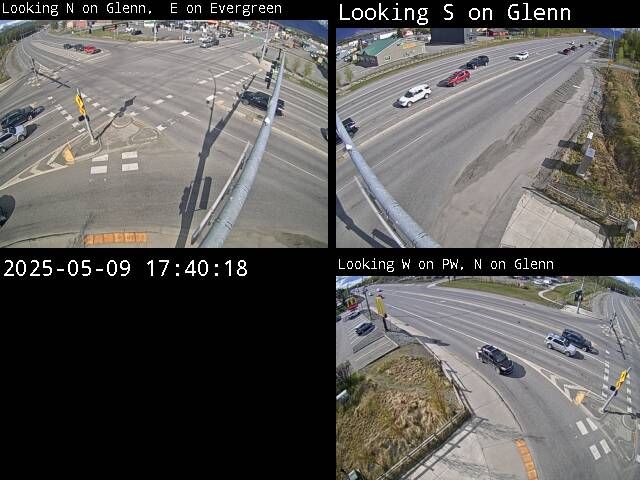 Looking N on Glenn, E on Evergreen
Looking S on Glenn
2025-05-09 17:40:18
Looking W on PW, N on Glenn